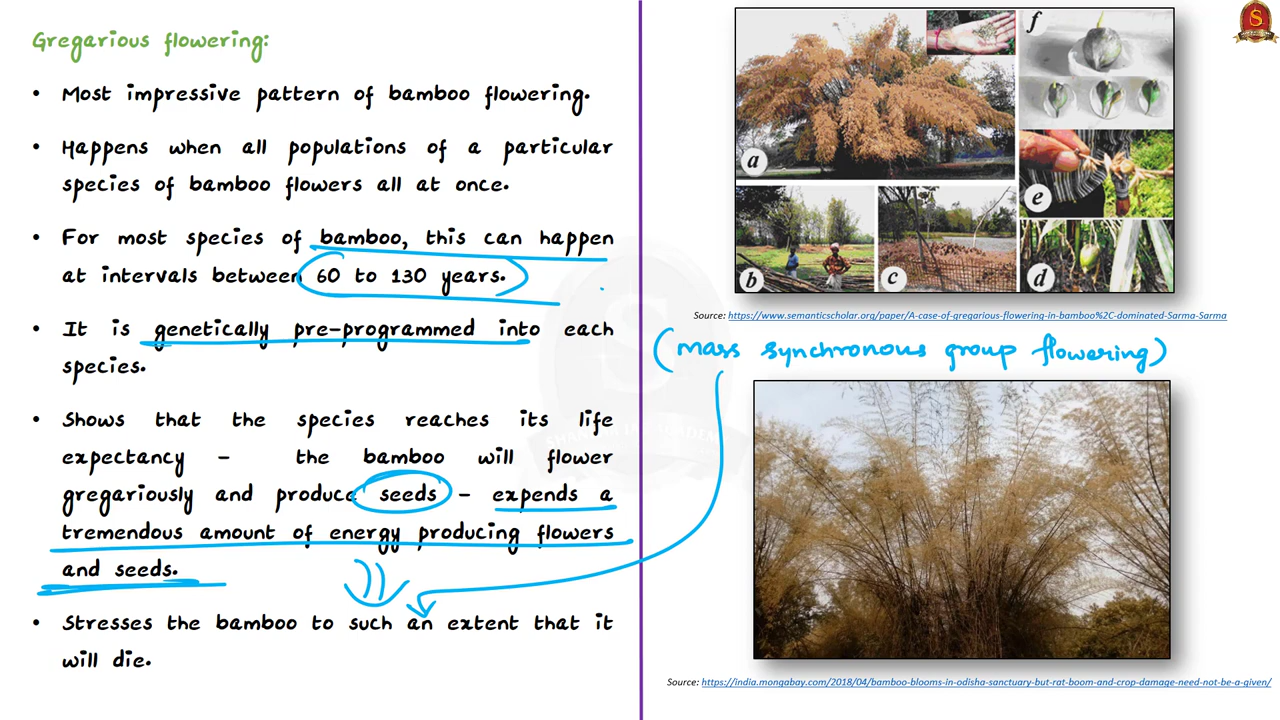 Gregarious flowering:
• Most impressive pattern of bamboo flowering.
• Happens when all populations of a particular
species of bamboo flowers all at once.
• For most species of bamboo, this can happen
at intervals between 60 to 130 years.
• It is genetically pre-programmed into each
species.
• Shows that the species reaches its life
expectancy – the bamboo will flower
gregariously and produce seeds – expends a
tremendous amount of energy producing flowers
and seeds.
• Stresses the bamboo to such an extent that it
will die.
a
b
c
f
e
d
S
Source: https://www.semanticscholar.org/paper/A-case-of-gregarious-flowering-in-bamboo%2C-dominated-Sarma-Sarma
(mass synchronous group flowering)
Source: https://india.mongabay.com/2018/04/bamboo-blooms-in-odisha-sanctuary-but-rat-boom-and-crop-damage-need-not-be-a-given/